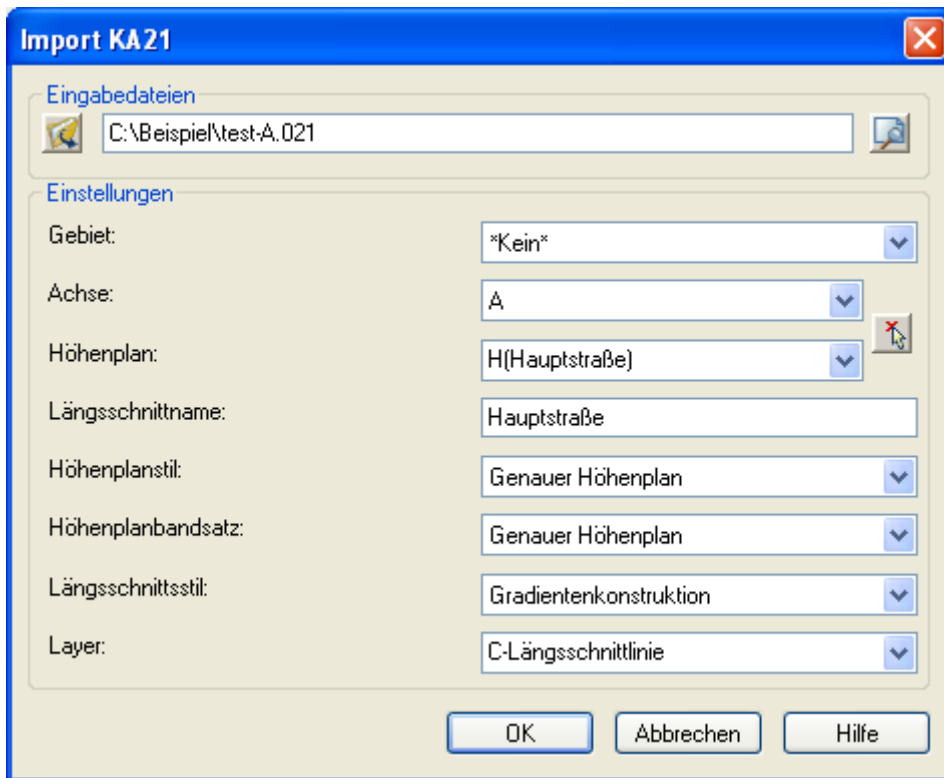 Import KA21
Eingabedateien
C:\Beispiel\test-A.021
Einstellungen
Gebiet: *Kein*
Achse: A
Höhenplan: H(Hauptstraße)
Längsschnittname: Hauptstraße
Höhenplanstil: Genauer Höhenplan
Höhenplanbandsatz: Genauer Höhenplan
Längsschnittsstil: Gradientenkonstruktion
Layer: C-Längsschnittlinie
OK Abbrechen Hilfe